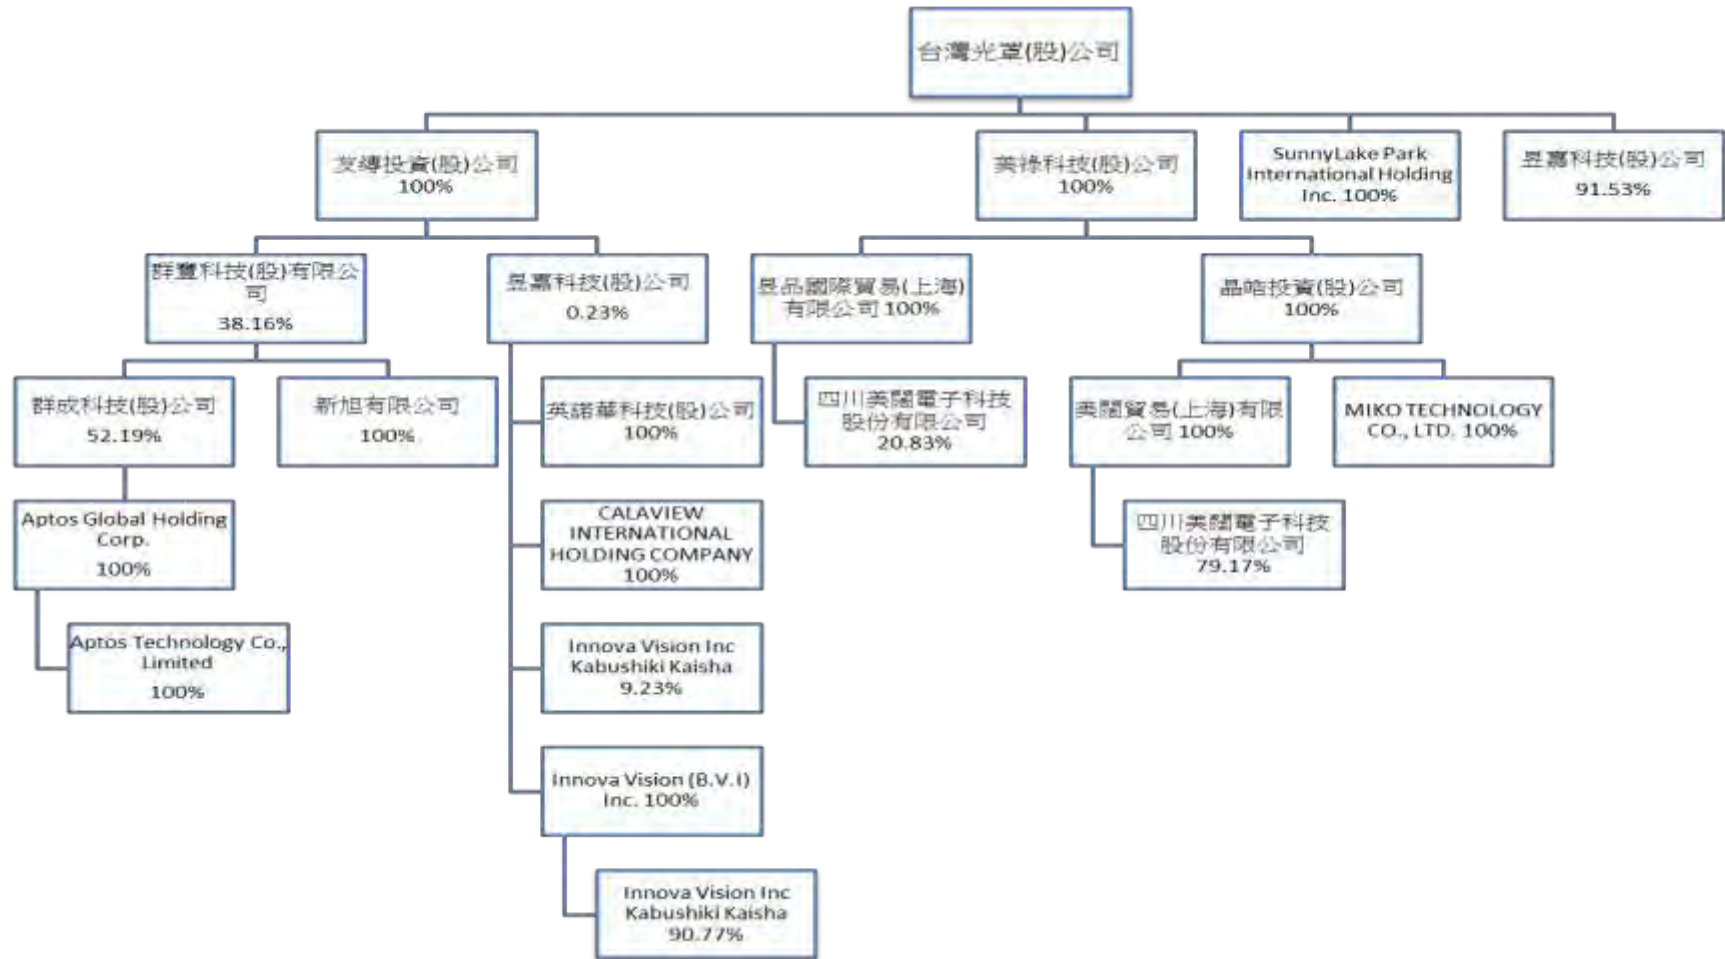 台灣光罩(股)公司
友縳投資(股)公司
100%
美祿科技(股)公司
100%
SunnyLake Park
International Holding
Inc. 100%
昱嘉科技(股)公司
91.53%
群豐科技(股)有限公
司
38.16%
昱嘉科技(股)公司
0.23%
昱品國際貿易(上海)
有限公司 100%
晶皓投資(股)公司
100%
群成科技(股)公司
52.19%
新旭有限公司
100%
英諾華科技(股)公司
100%
四川美闊電子科技
股份有限公司
20.83%
美闊貿易(上海)有限
公司 100%
MIKO TECHNOLOGY
CO., LTD. 100%
Aptos Global Holding
Corp.
100%
CALAVIEW
INTERNATIONAL
HOLDING COMPANY
100%
四川美闊電子科技
股份有限公司
79.17%
Aptos Technology Co.,
Limited
100%
Innova Vision Inc
Kabushiki Kaisha
9.23%
Innova Vision (B.V.I)
Inc. 100%
Innova Vision Inc
Kabushiki Kaisha
90.77%